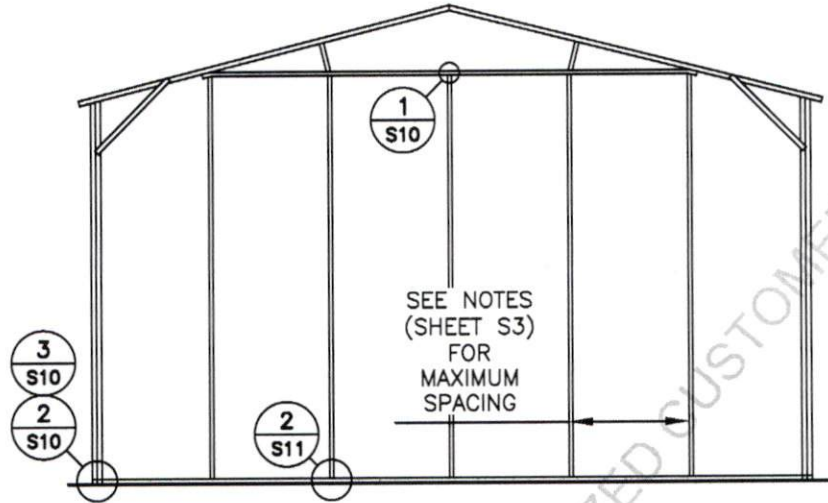 1
S10
SEE NOTES
(SHEET S3)
FOR
MAXIMUM
SPACING
3
S10
2
S10
2
S11